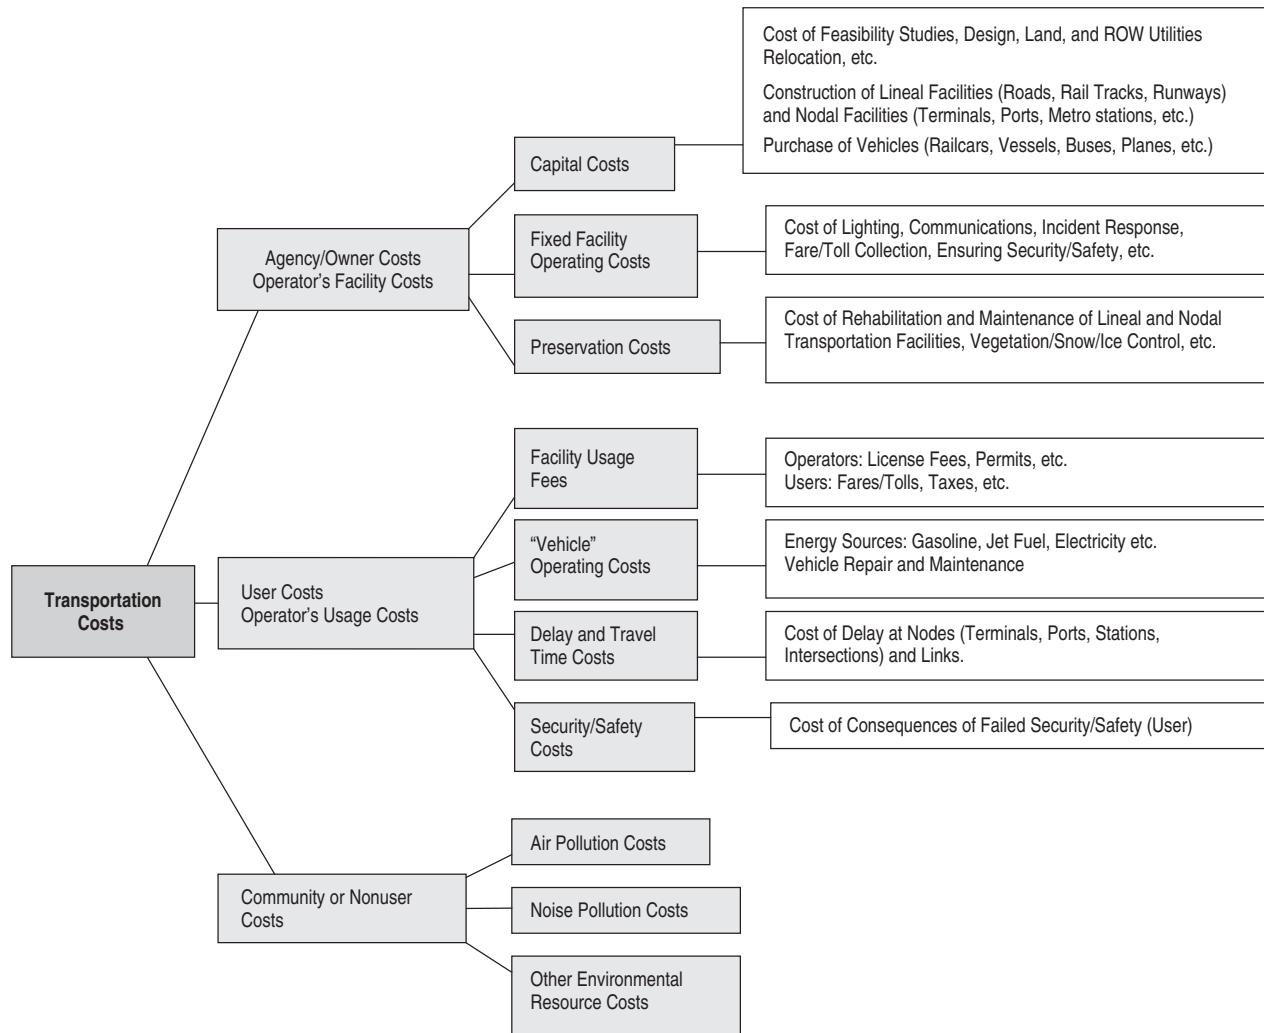 Cost of Feasibility Studies, Design, Land, and ROW Utilities
Relocation, etc.
Construction of Lineal Facilities (Roads, Rail Tracks, Runways)
and Nodal Facilities (Terminals, Ports, Metro stations, etc.)
Purchase of Vehicles (Railcars, Vessels, Buses, Planes, etc.)
Capital Costs
Agency/Owner Costs
Operator's Facility Costs
Fixed Facility
Operating Costs
Cost of Lighting, Communications, Incident Response,
Fare/Toll Collection, Ensuring Security/Safety, etc.
Preservation Costs
Cost of Rehabilitation and Maintenance of Lineal and Nodal
Transportation Facilities, Vegetation/Snow/Ice Control, etc.
Facility Usage
Fees
Operators: License Fees, Permits, etc.
Users: Fares/Tolls, Taxes, etc.
Transportation
Costs
User Costs
Operator's Usage Costs
“Vehicle”
Operating Costs
Energy Sources: Gasoline, Jet Fuel, Electricity etc.
Vehicle Repair and Maintenance
Delay and Travel
Time Costs
Cost of Delay at Nodes (Terminals, Ports, Stations,
Intersections) and Links.
Security/Safety
Costs
Cost of Consequences of Failed Security/Safety (User)
Community or Nonuser
Costs
Air Pollution Costs
Noise Pollution Costs
Other Environmental
Resource Costs